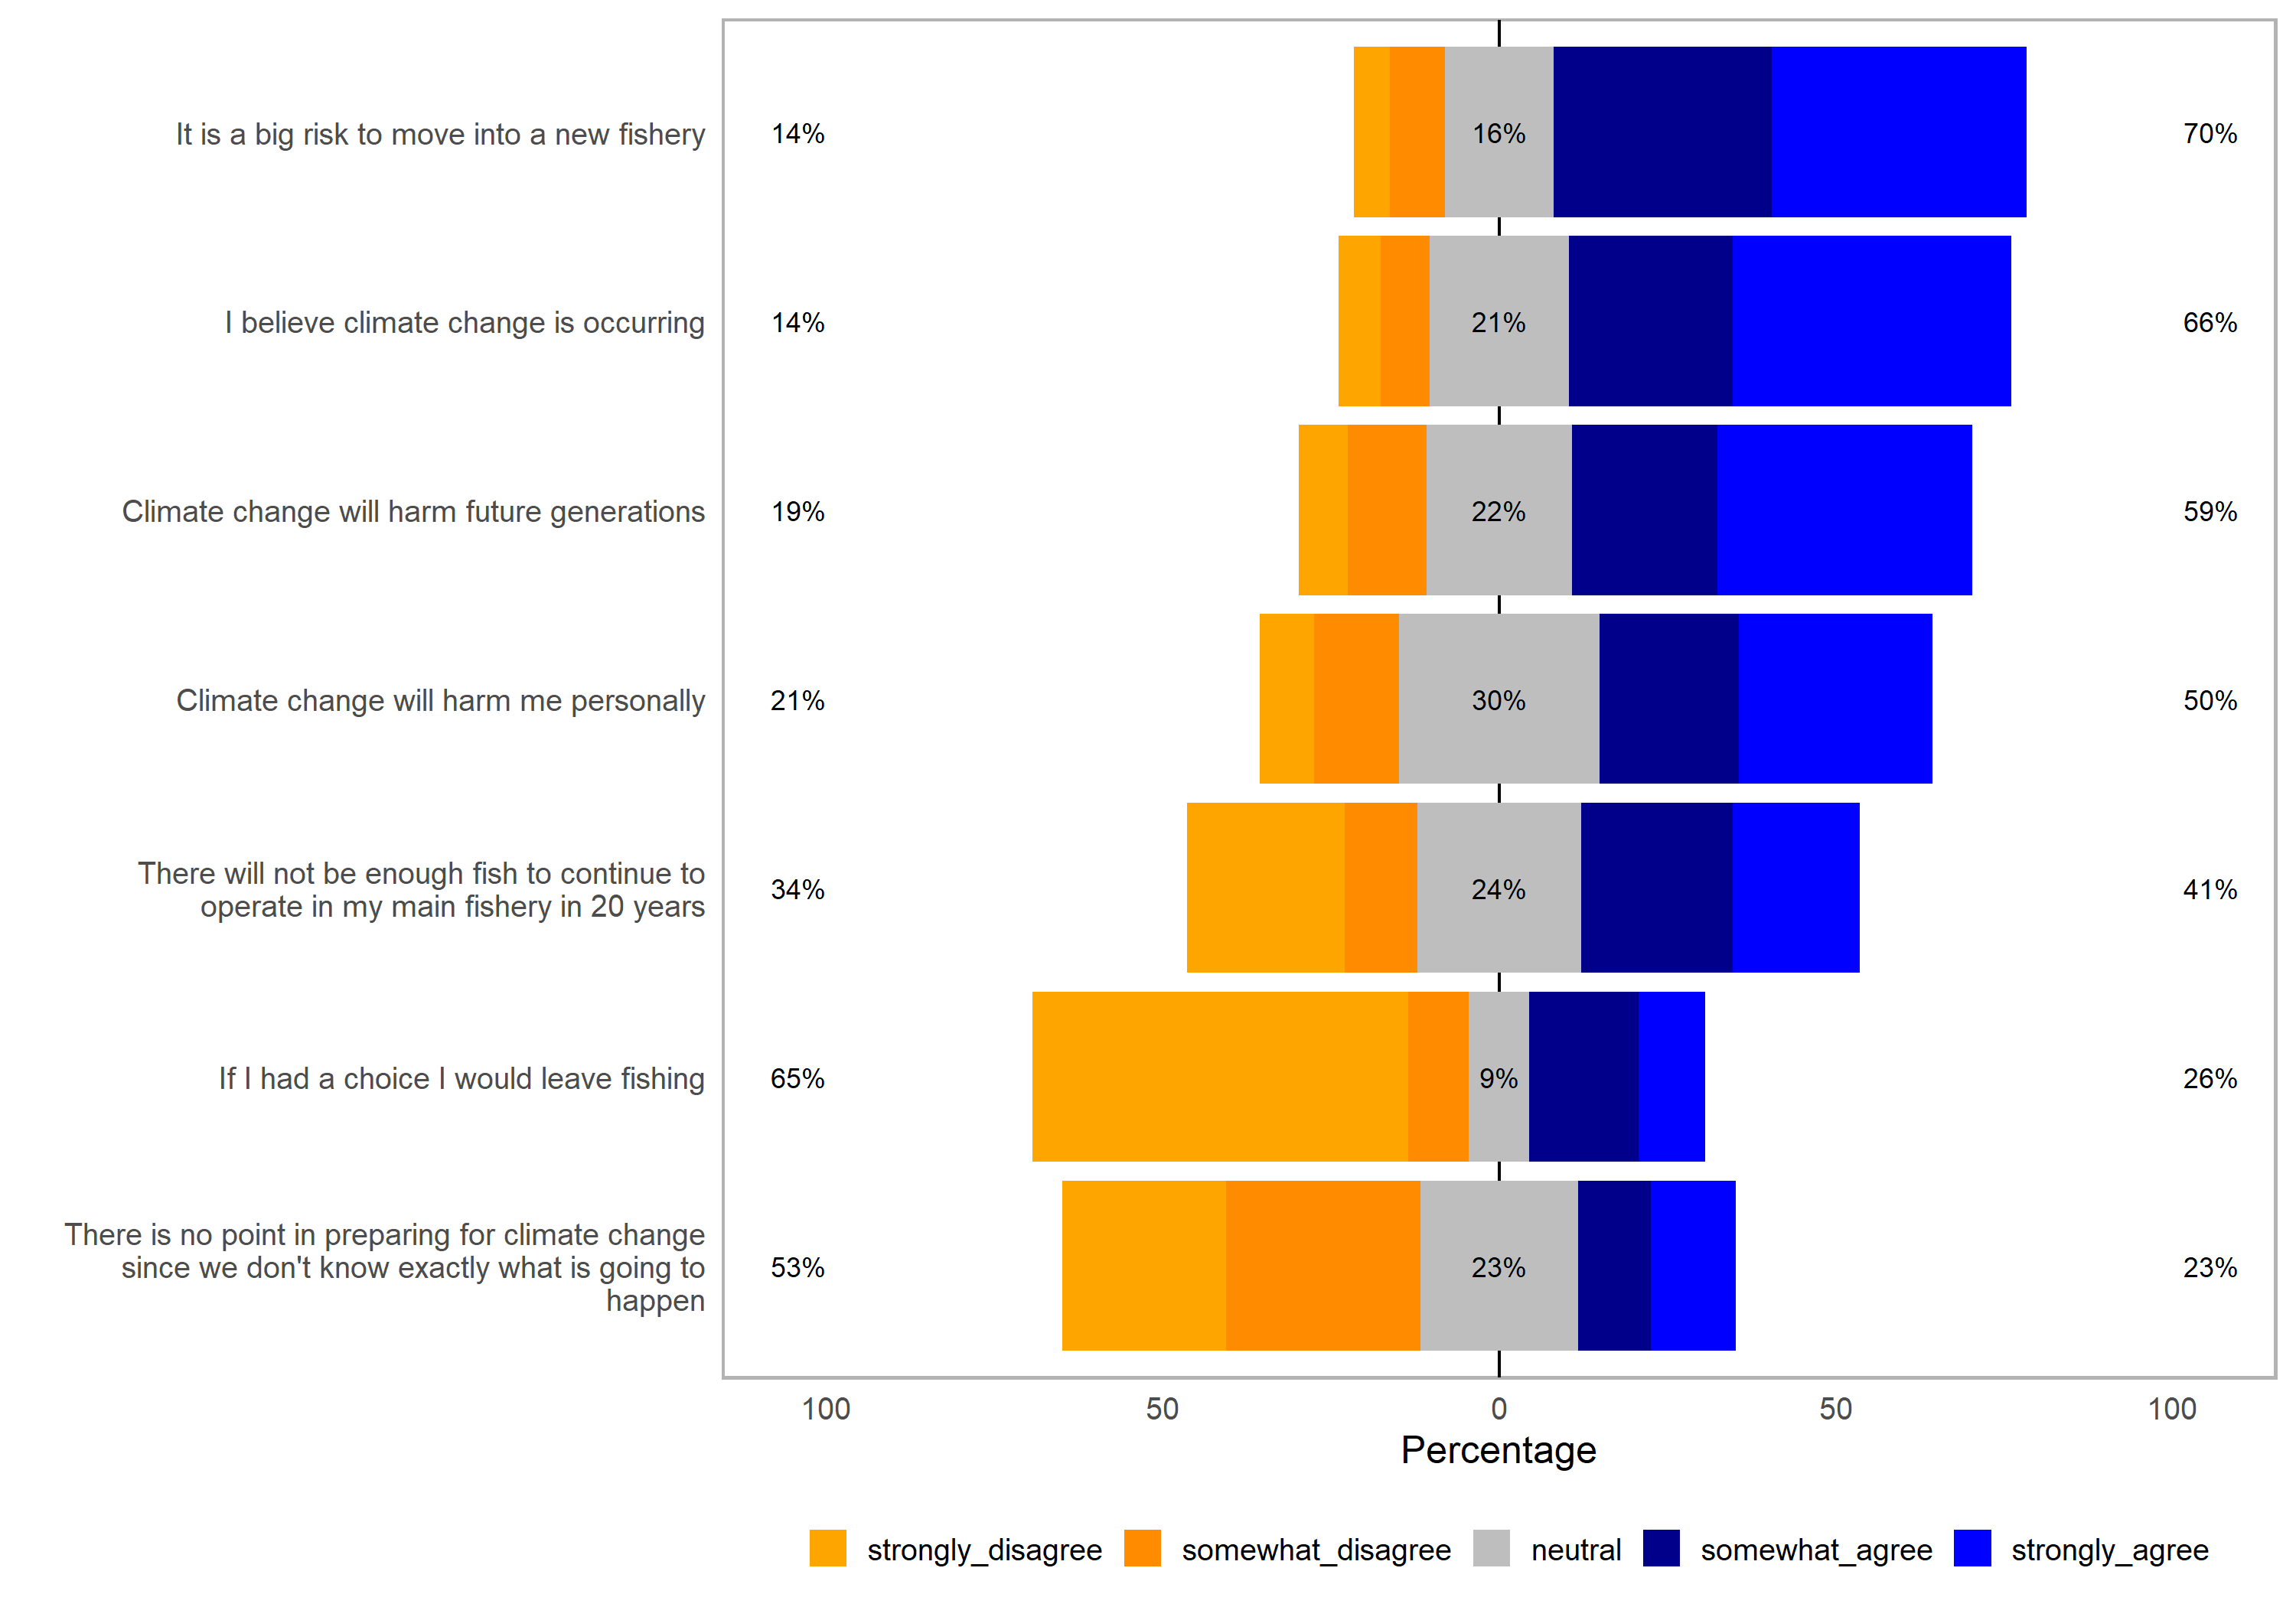 It is a big risk to move into a new fishery
14%
16%
70%
I believe climate change is occurring
14%
21%
66%
Climate change will harm future generations
19%
22%
59%
Climate change will harm me personally
21%
30%
50%
There will not be enough fish to continue to
operate in my main fishery in 20 years
34%
24%
41%
If I had a choice I would leave fishing
65%
9%
26%
There is no point in preparing for climate change
since we don't know exactly what is going to
happen
53%
23%
23%
100 50 0 50 100
Percentage
strongly_disagree somewhat_disagree neutral somewhat_agree strongly_agree